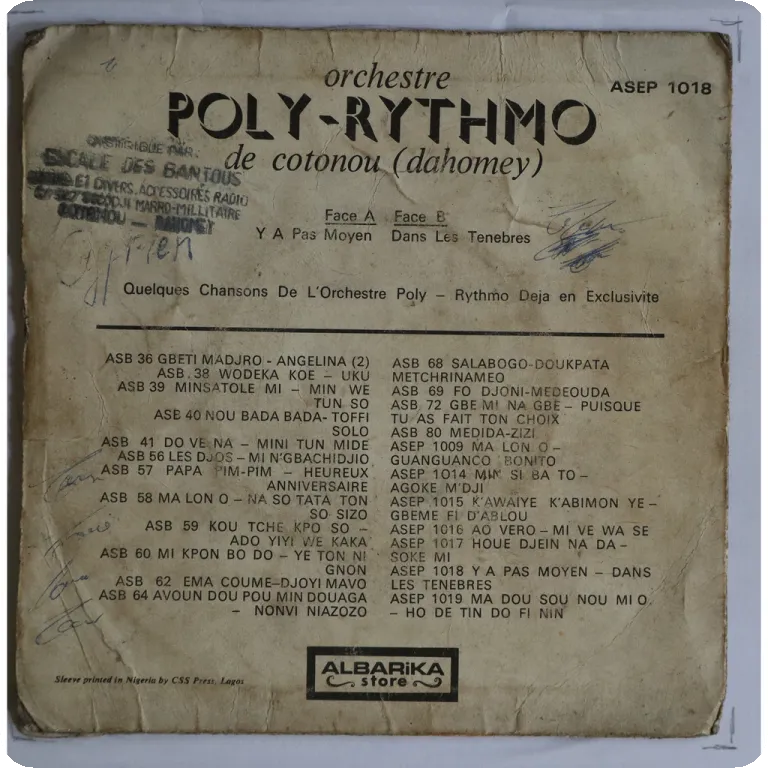 orchestre
ASEP 1018
POLY-RYTHMO
de cotonou (dahomey)
DISTRIBUE PAR
ESCALE DES BANTOUS
ET DIVERS. ACCESSOIRES RADIO
MARRO-MILLITAIRE
COTONOU — DAHOMEY
Face A Face B
Y A Pas Moyen Dans Les Tenebres
Quelques Chansons De L'Orchestre Poly – Rythmo Deja en Exclusivite
ASB 36 GBETI MADJRO - ANGELINA (2)
ASB. 38 WODEKA KOE – UKU
ASB 39 MINSATOLE MI – MIN WE
TUN SO
ASB 40 NOU BADA BADA- TOFFI
SOLO
ASB 41 DO VE NA – MINI TUN MIDE
ASB 56 LES DJOS – MI N'GBACHIDJIO
ASB 57 PAPA PIM-PIM – HEUREUX
ANNIVERSAIRE
ASB 58 MA LON O – NA SO TATA TON
SO SIZO
ASB 59 KOU TCHE KPO SO –
ADO YIYI WE KAKA
ASB 60 MI KPON BO DO – YE TON NI
GNON
ASB 62 EMA COUME–DJOYI MAVO
ASB 64 AVOUN DOU POU MIN DOUAGA
– NONVI NIAZOZO
ASB 68 SALABOGO-DOUKPATA
METCHRINAMEO
ASB 69 FO DJONI-MEDEOUDA
ASB 72 GBE MI NA GBE – PUISQUE
TU AS FAIT TON CHOIX
ASB 80 MEDIDA-ZIZI
ASEP 1009 MA LON O –
GUANGUANCO BONITO
ASEP 1014 MIN SI BA TO –
AGOKE M'DJI
ASEP 1015 K'AWAIYE K'ABIMON YE –
GBEME FI D'ABLOU
ASEP 1016 AO VERO – MI VE WA SE
ASEP 1017 HOUE DJEIN NA DA –
SOKE MI
ASEP 1018 Y A PAS MOYEN – DANS
LES TENEBRES
ASEP 1019 MA DOU SOU NOU MI O.
– HO DE TIN DO FI NIN
ALBARiKA
store
Sleeve printed in Nigeria by CSS Press, Lagos